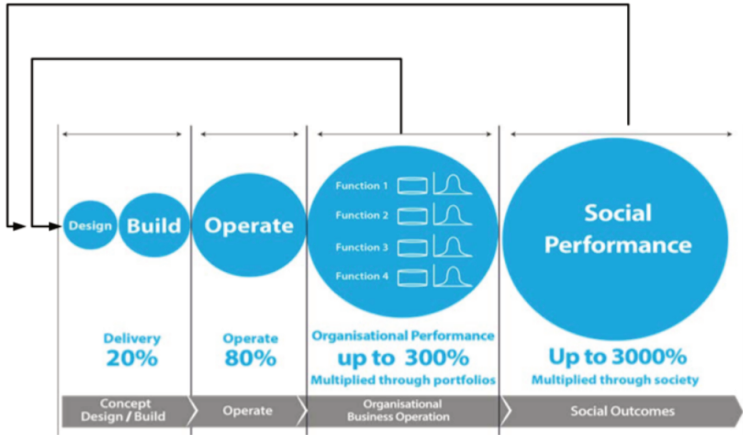 Design
Build
Operate
Function 1
Function 2
Function 3
Function 4
Social
Performance
Delivery
20%
Operate
80%
Organisational Performance
up to 300%
Multiplied through portfolios
Up to 3000%
Multiplied through society
Concept
Design / Build
Operate
Organisational
Business Operation
Social Outcomes